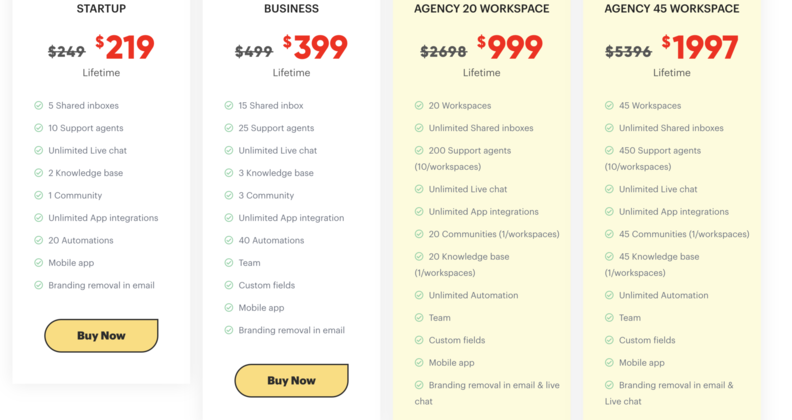 STARTUP
$249 $219
Lifetime
5 Shared inboxes
10 Support agents
Unlimited Live chat
2 Knowledge base
1 Community
Unlimited App integrations
20 Automations
Mobile app
Branding removal in email
Buy Now
BUSINESS
$499 $399
Lifetime
15 Shared inbox
25 Support agents
Unlimited Live chat
3 Knowledge base
3 Community
Unlimited App integration
40 Automations
Team
Custom fields
Mobile app
Branding removal in email
Buy Now
AGENCY 20 WORKSPACE
$2698 $999
Lifetime
20 Workspaces
Unlimited Shared inboxes
200 Support agents
(10/workspaces)
Unlimited Live chat
Unlimited App integrations
20 Communities (1/workspaces)
20 Knowledge base
(1/workspaces)
Unlimited Automation
Team
Custom fields
Mobile app
Branding removal in email & live
chat
AGENCY 45 WORKSPACE
$5396 $1997
Lifetime
45 Workspaces
Unlimited Shared inboxes
450 Support agents
(10/workspaces)
Unlimited Live chat
Unlimited App integrations
45 Communities (1/workspaces)
45 Knowledge base
(1/workspaces)
Unlimited Automation
Team
Custom fields
Mobile app
Branding removal in email &
Live chat